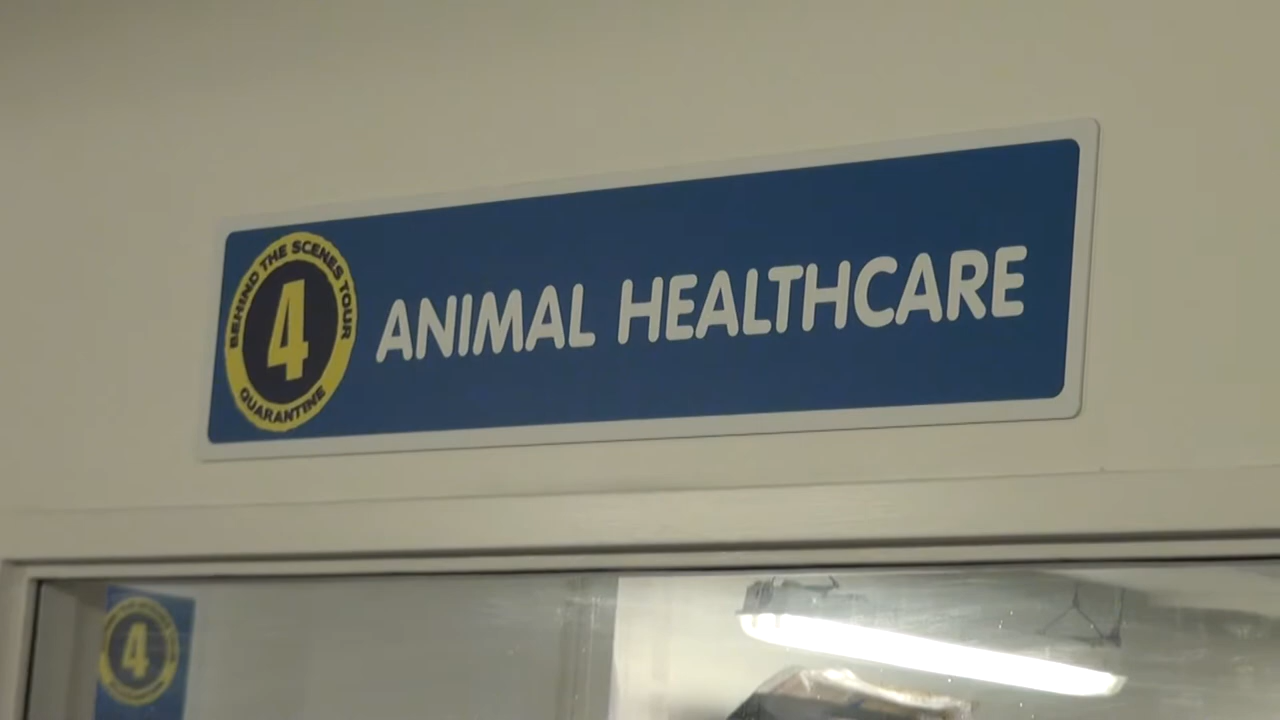 BEHIND THE SCENES TOUR
4
QUARANTINE
ANIMAL HEALTHCARE
4